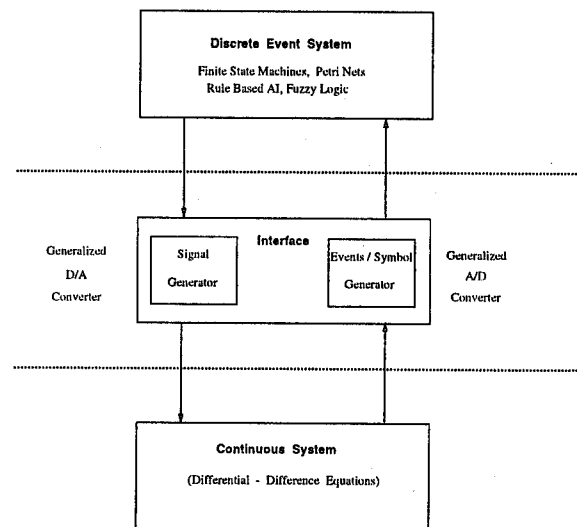 Discrete Event System
Finite State Machines, Petri Nets
Rule Based AI, Fuzzy Logic
Generalized
D/A
Converter
Interface
Signal
Generator
Events / Symbol
Generator
Generalized
A/D
Converter
Continuous System
(Differential - Difference Equations)